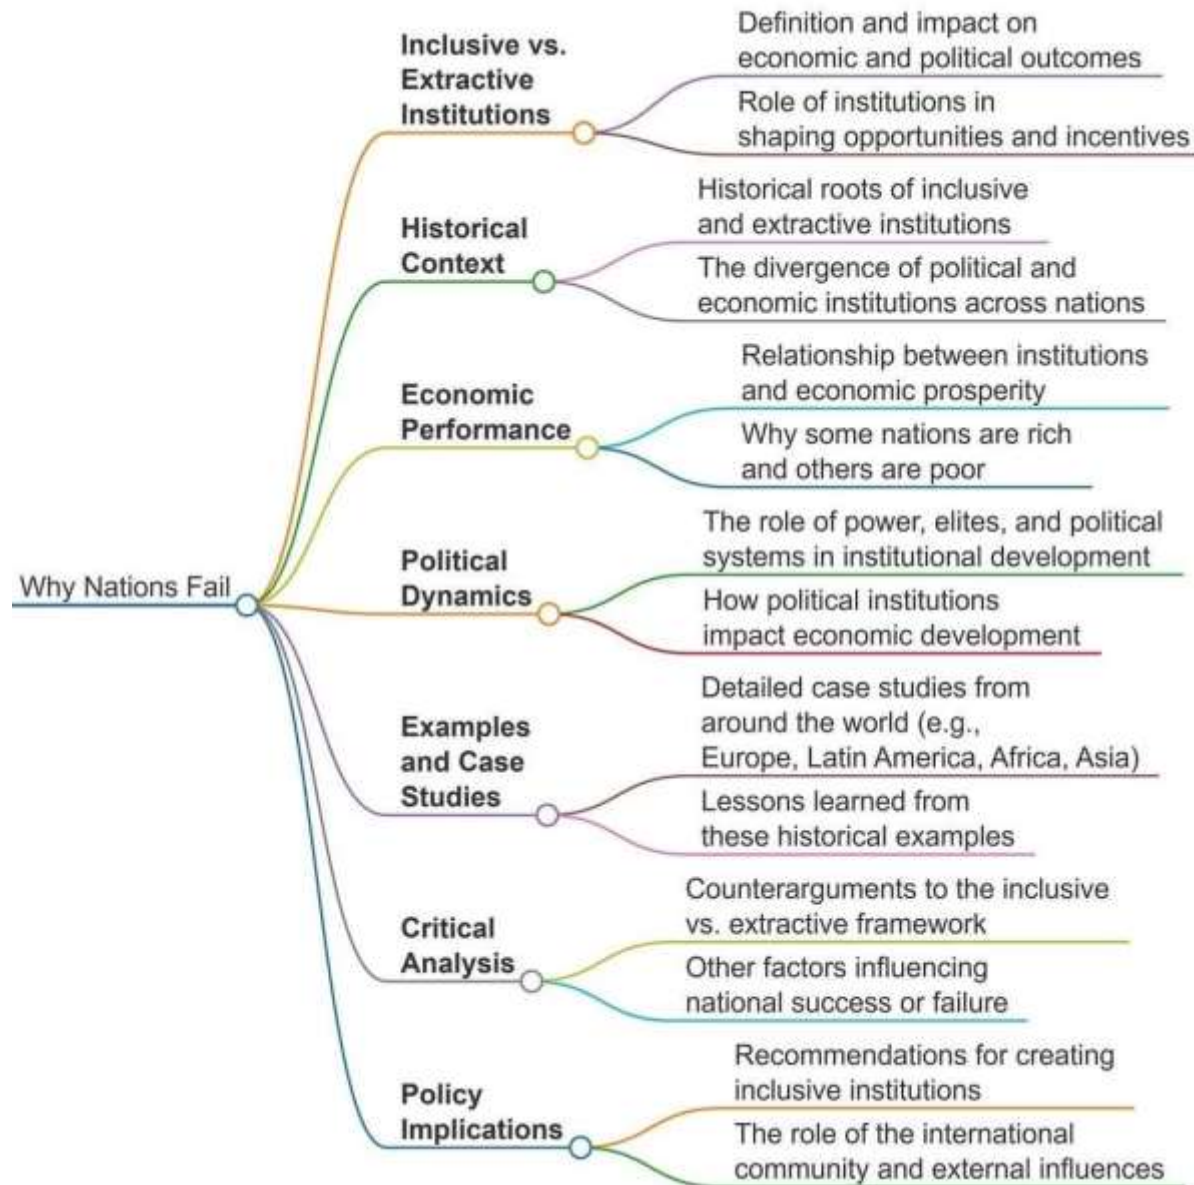 Why Nations Fail
Inclusive vs.
Extractive
Institutions
Definition and impact on
economic and political outcomes
Role of institutions in
shaping opportunities and incentives
Historical
Context
Historical roots of inclusive
and extractive institutions
The divergence of political and
economic institutions across nations
Economic
Performance
Relationship between institutions
and economic prosperity
Why some nations are rich
and others are poor
Political
Dynamics
The role of power, elites, and political
systems in institutional development
How political institutions
impact economic development
Examples
and Case
Studies
Detailed case studies from
around the world (e.g.,
Europe, Latin America, Africa, Asia)
Lessons learned from
these historical examples
Critical
Analysis
Counterarguments to the inclusive
vs. extractive framework
Other factors influencing
national success or failure
Policy
Implications
Recommendations for creating
inclusive institutions
The role of the international
community and external influences